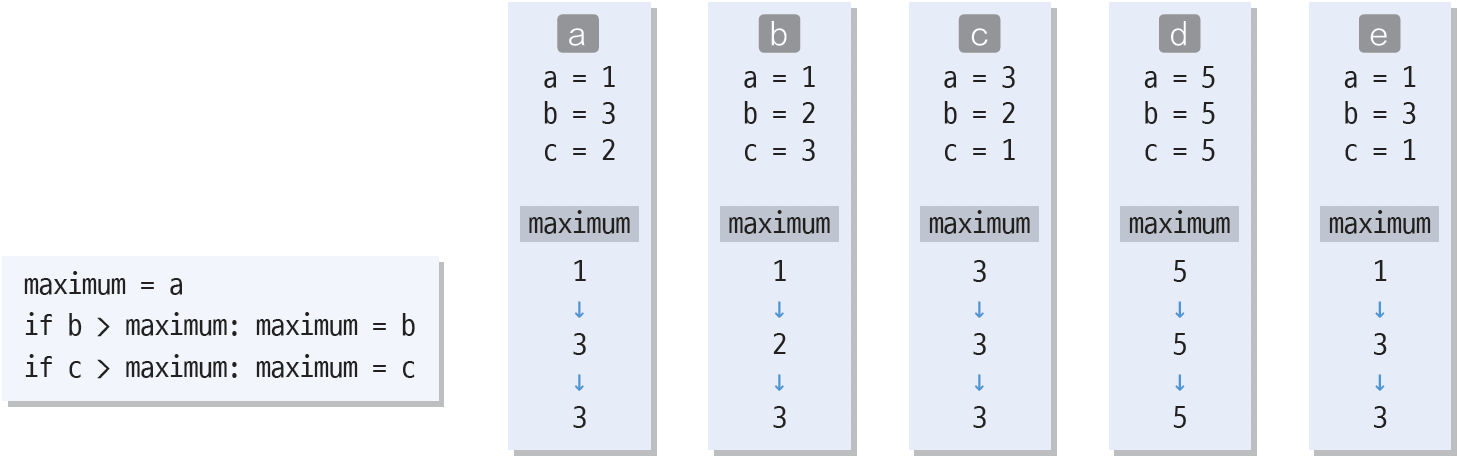 maximum = a
if b > maximum: maximum = b
if c > maximum: maximum = c
a
a = 1
b = 3
c = 2
maximum
1
↓
3
↓
3
b
a = 1
b = 2
c = 3
maximum
1
↓
2
↓
3
c
a = 3
b = 2
c = 1
maximum
3
↓
3
↓
3
d
a = 5
b = 5
c = 5
maximum
5
↓
5
↓
5
e
a = 1
b = 3
c = 1
maximum
1
↓
3
↓
3